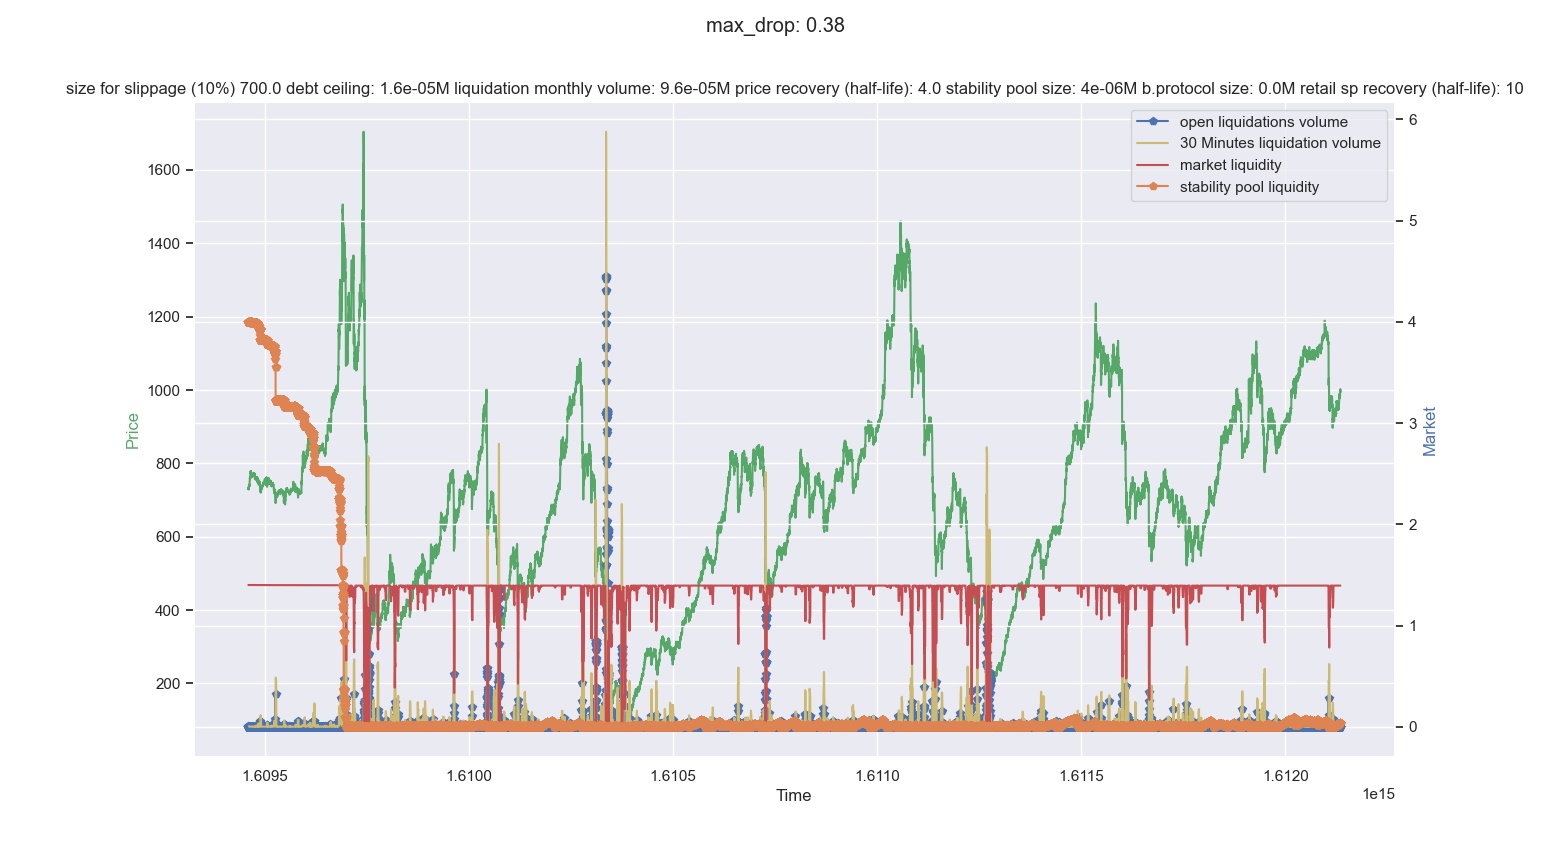 max_drop: 0.38
size for slippage (10%) 700.0 debt ceiling: 1.6e-05M liquidation monthly volume: 9.6e-05M price recovery (half-life): 4.0 stability pool size: 4e-06M b.protocol size: 0.0M retail sp recovery (half-life): 10
open liquidations volume
30 Minutes liquidation volume
market liquidity
stability pool liquidity
Price
1600
1400
1200
1000
800
600
400
200
Market
6
5
4
3
2
1
0
1.6095 1.6100 1.6105 1.6110 1.6115 1.6120
1e15
Time